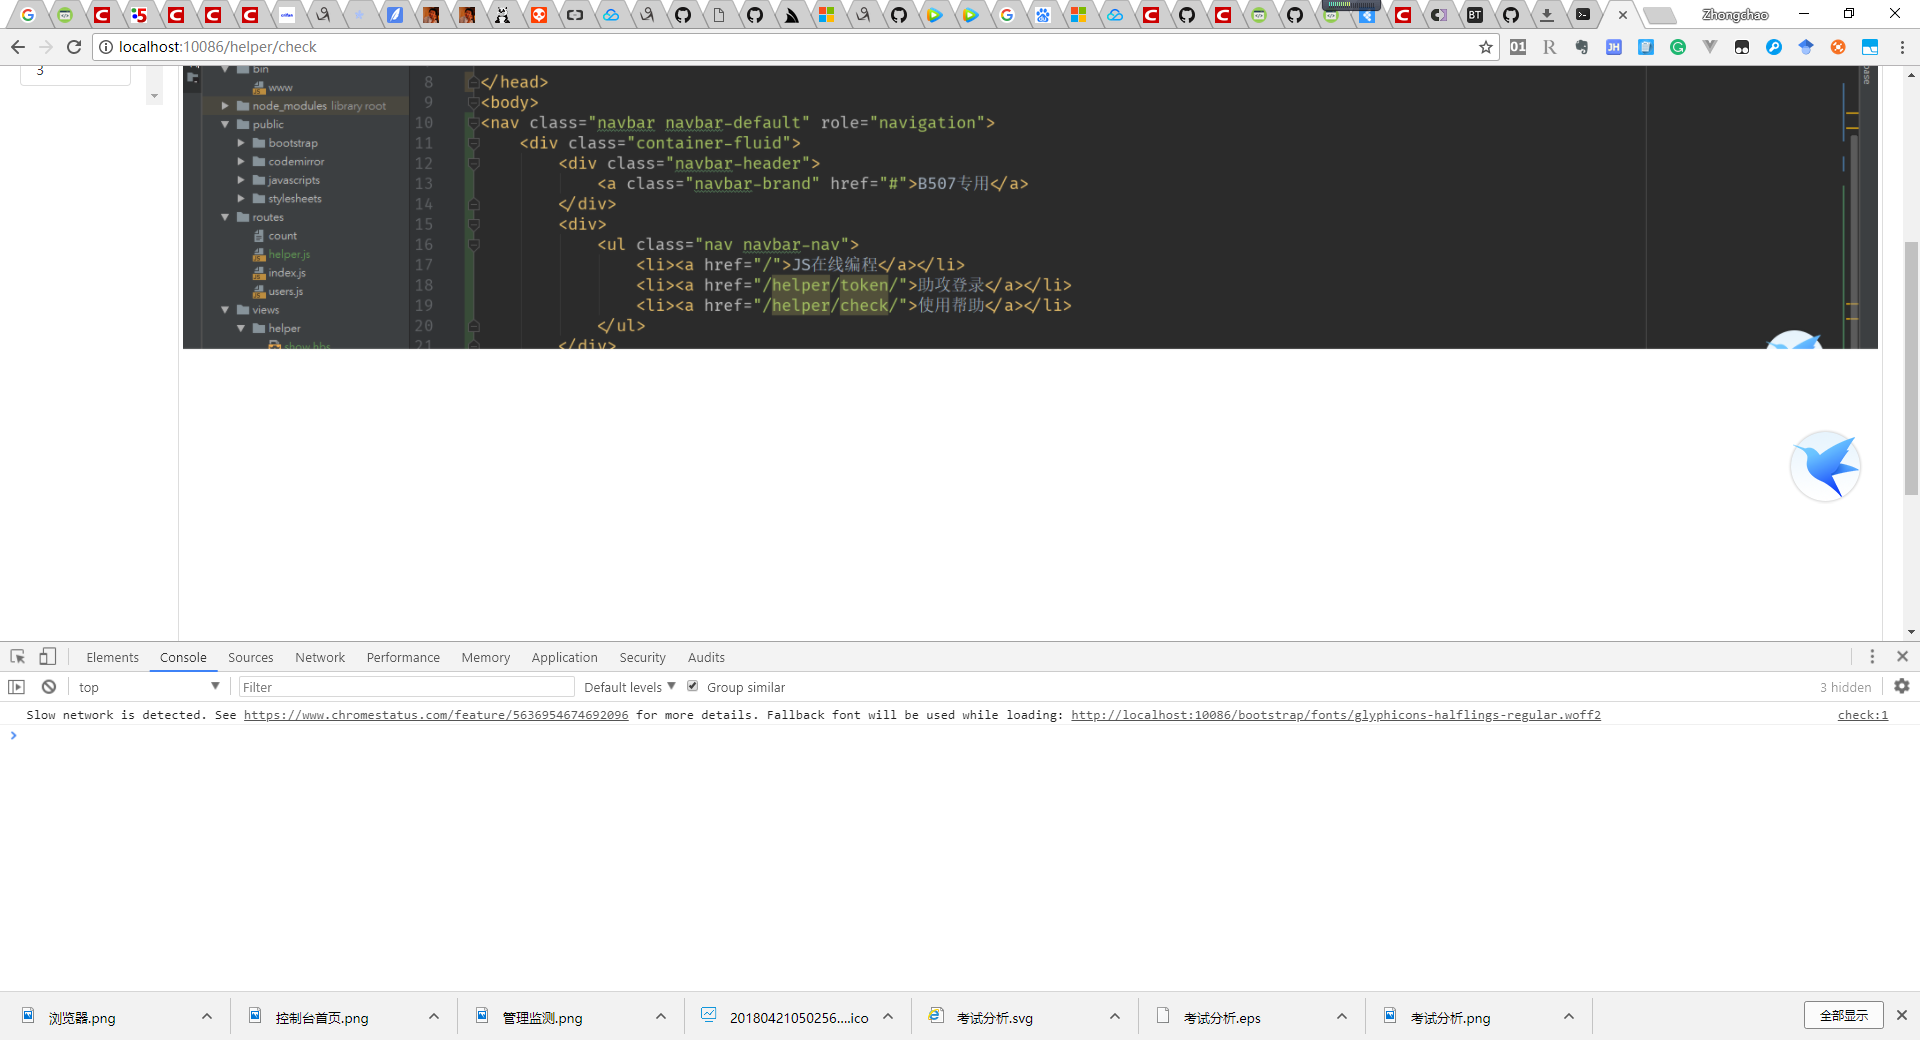 Zhongchao
localhost:10086/helper/check
3
bin
www
node_modules library root
public
bootstrap
codemirror
javascripts
stylesheets
routes
count
helper.js
index.js
users.js
views
helper
show.hbs
8 </head>
9 <body>
10 <nav class="navbar navbar-default" role="navigation">
11 <div class="container-fluid">
12 <div class="navbar-header">
13 <a class="navbar-brand" href="#">B507专用</a>
14 </div>
15 <div>
16 <ul class="nav navbar-nav">
17 <li><a href="/">JS在线编程</a></li>
18 <li><a href="/helper/token/">助攻登录</a></li>
19 <li><a href="/helper/check/">使用帮助</a></li>
20 </ul>
21 </div>
Elements Console Sources Network Performance Memory Application Security Audits
top Filter Default levels Group similar 3 hidden
Slow network is detected. See https://www.chromestatus.com/feature/5636954674692096 for more details. Fallback font will be used while loading: http://localhost:10086/bootstrap/fonts/glyphicons-halflings-regular.woff2 check:1
浏览器.png 控制台首页.png 管理监测.png 20180421050256....ico 考试分析.svg 考试分析.eps 考试分析.png 全部显示